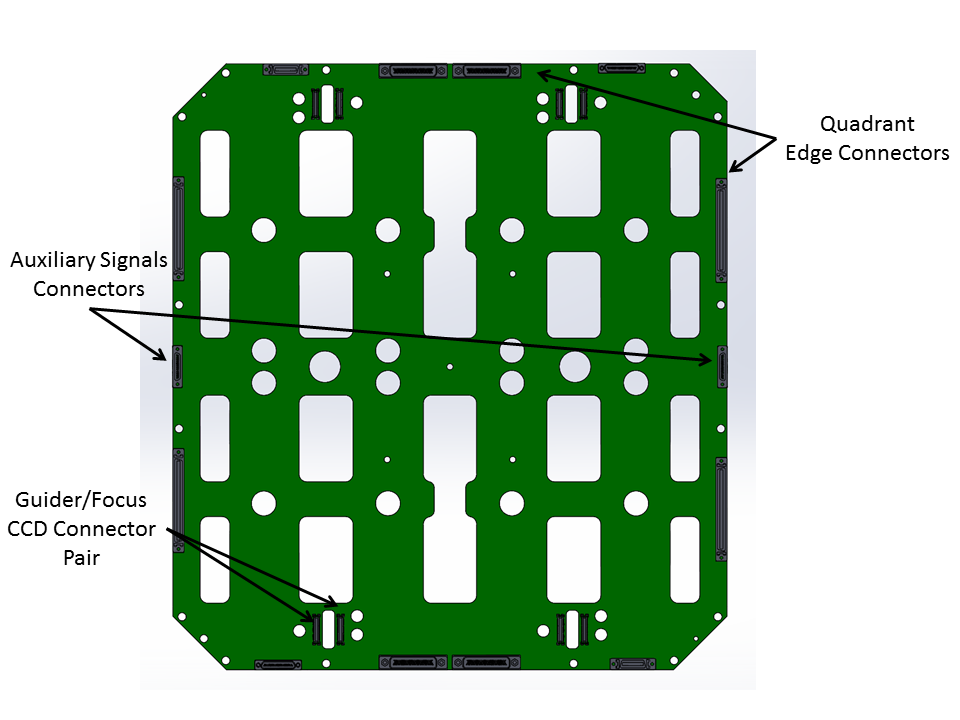 Quadrant
Edge Connectors
Auxiliary Signals
Connectors
Guider/Focus
CCD Connector
Pair